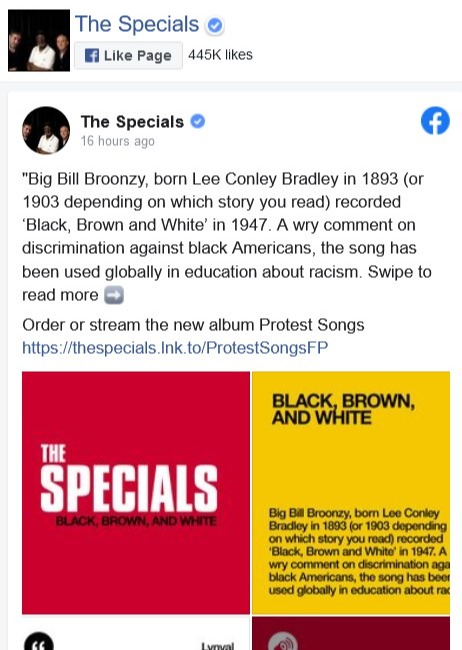 The Specials
Like Page
445K likes
The Specials
16 hours ago
"Big Bill Broonzy, born Lee Conley Bradley in 1893 (or
1903 depending on which story you read) recorded
‘Black, Brown and White’ in 1947. A wry comment on
discrimination against black Americans, the song has
been used globally in education about racism. Swipe to
read more ➡️
Order or stream the new album Protest Songs
https://thespecials.lnk.to/ProtestSongsFP
THE
SPECIALS
BLACK, BROWN, AND WHITE
BLACK, BROWN,
AND WHITE
Big Bill Broonzy, born Lee Conley
Bradley in 1893 (or 1903 depending
on which story you read) recorded
‘Black, Brown and White’ in 1947. A
wry comment on discrimination aga
black Americans, the song has been
used globally in education about rac
Lynval